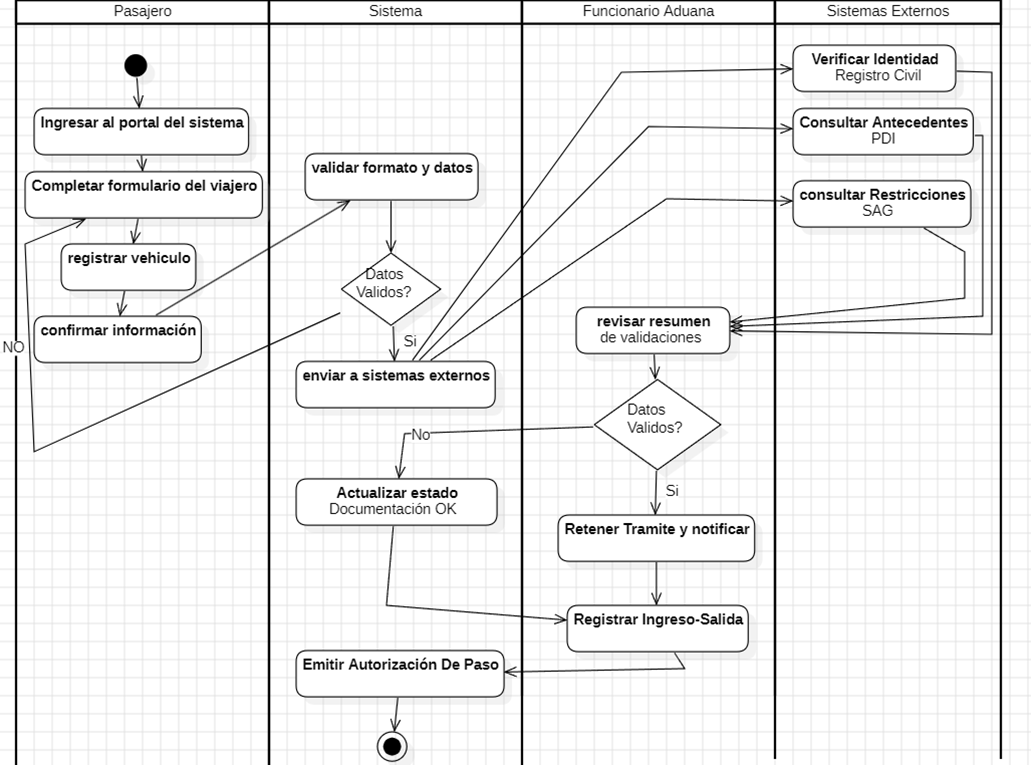 Pasajero
Sistema
Funcionario Aduana
Sistemas Externos
Ingresar al portal del sistema
Completar formulario del viajero
registrar vehiculo
confirmar información
NO
validar formato y datos
Datos
Validos?
Si
enviar a sistemas externos
Verificar Identidad
Registro Civil
Consultar Antecedentes
PDI
consultar Restricciones
SAG
revisar resumen
de validaciones
Datos
Validos?
No
Si
Actualizar estado
Documentación OK
Retener Tramite y notificar
Registrar Ingreso-Salida
Emitir Autorización De Paso